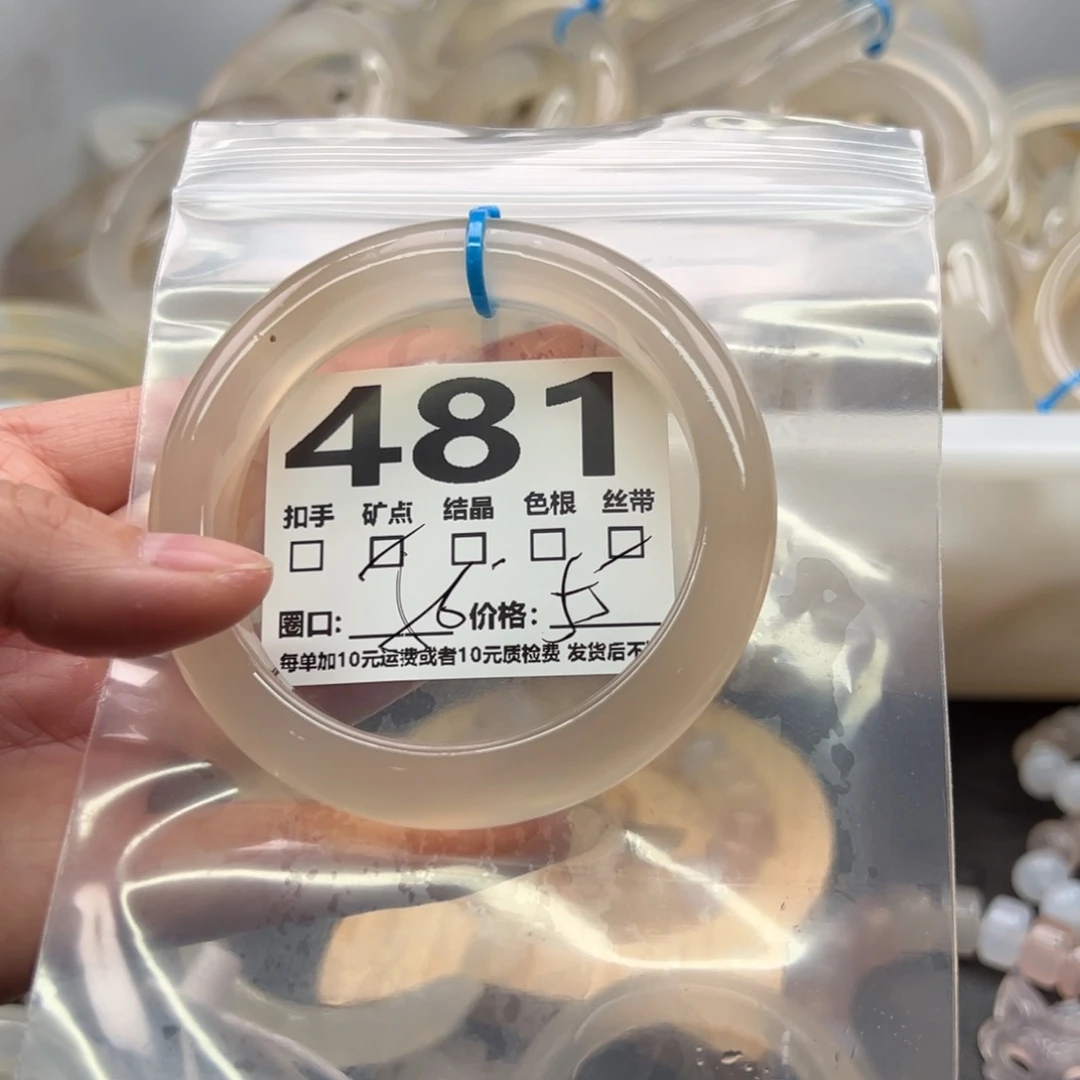 481
扣手 矿点 结晶 色根 丝带
圈口: 价格:
每单加10元运费或者10元质检费 发货后不